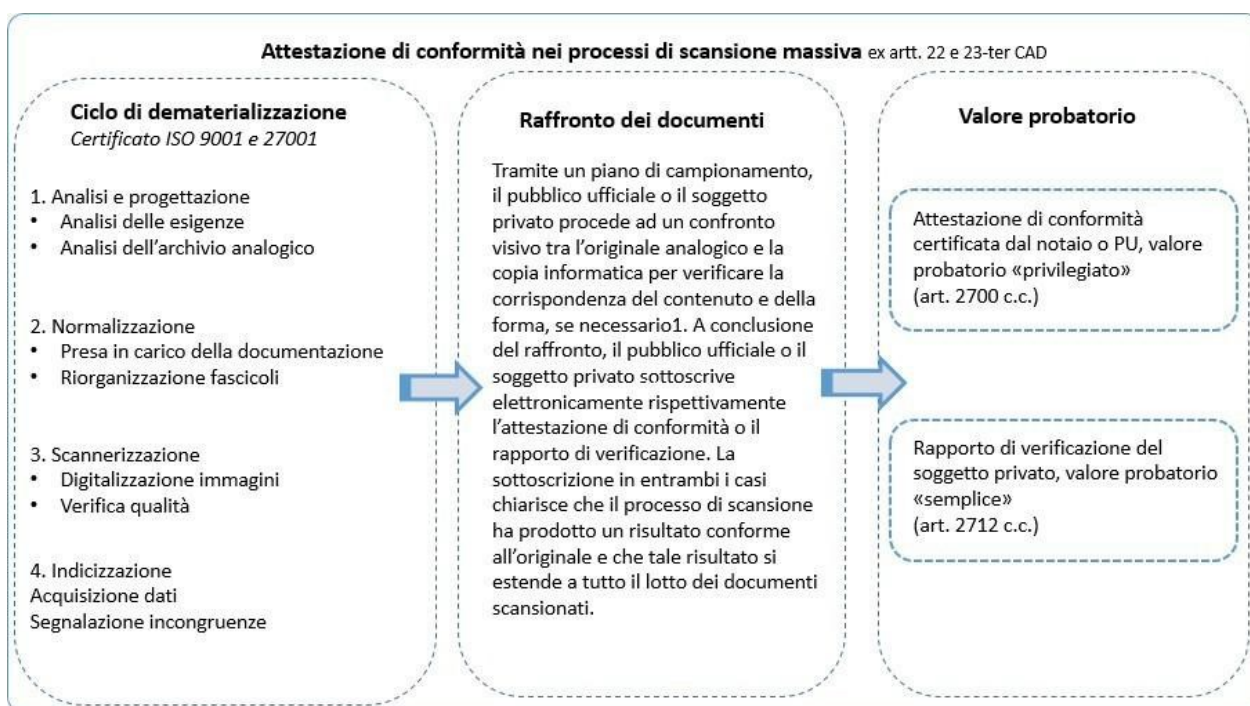 Attestazione di conformità nei processi di scansione massiva ex artt. 22 e 23-ter CAD
Ciclo di dematerializzazione
Certificato ISO 9001 e 27001
1. Analisi e progettazione
• Analisi delle esigenze
• Analisi dell’archivio analogico
2. Normalizzazione
• Presa in carico della documentazione
• Riorganizzazione fascicoli
3. Scannerizzazione
• Digitalizzazione immagini
• Verifica qualità
4. Indicizzazione
Acquisizione dati
Segnalazione incongruenze
Raffronto dei documenti
Tramite un piano di campionamento,
il pubblico ufficiale o il soggetto
privato procede ad un confronto
visivo tra l’originale analogico e la
copia informatica per verificare la
corrispondenza del contenuto e della
forma, se necessario1. A conclusione
del raffronto, il pubblico ufficiale o il
soggetto privato sottoscrive
elettronicamente rispettivamente
l’attestazione di conformità o il
rapporto di verificazione. La
sottoscrizione in entrambi i casi
chiarisce che il processo di scansione
ha prodotto un risultato conforme
all’originale e che tale risultato si
estende a tutto il lotto dei documenti
scansionati.
Valore probatorio
Attestazione di conformità
certificata dal notaio o PU, valore
probatorio «privilegiato»
(art. 2700 c.c.)
Rapporto di verificazione del
soggetto privato, valore probatorio
«semplice»
(art. 2712 c.c.)